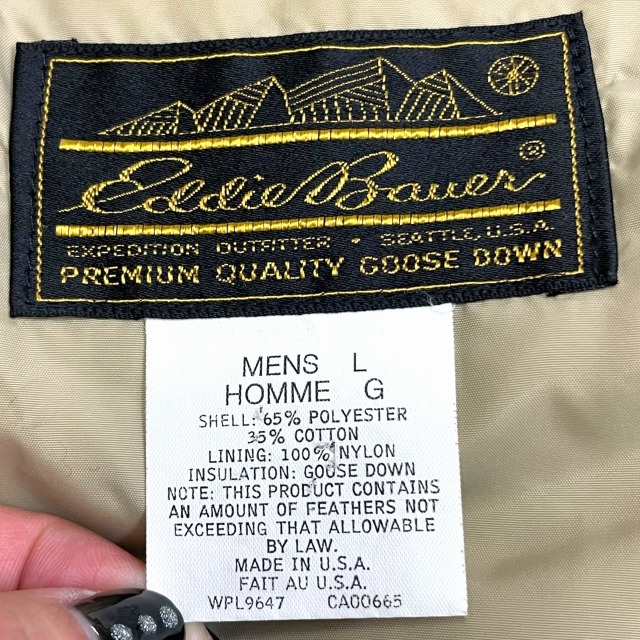 Eddie Bauer®
EXPEDITION OUTFITTER • SEATTLE, U.S.A.
PREMIUM QUALITY GOOSE DOWN
MENS L
HOMME G
SHELL: 65% POLYESTER
35% COTTON
LINING: 100% NYLON
INSULATION: GOOSE DOWN
NOTE: THIS PRODUCT CONTAINS
AN AMOUNT OF FEATHERS NOT
EXCEEDING THAT ALLOWABLE
BY LAW.
MADE IN U.S.A.
FAIT AU U.S.A.
WPL9647 CA00665